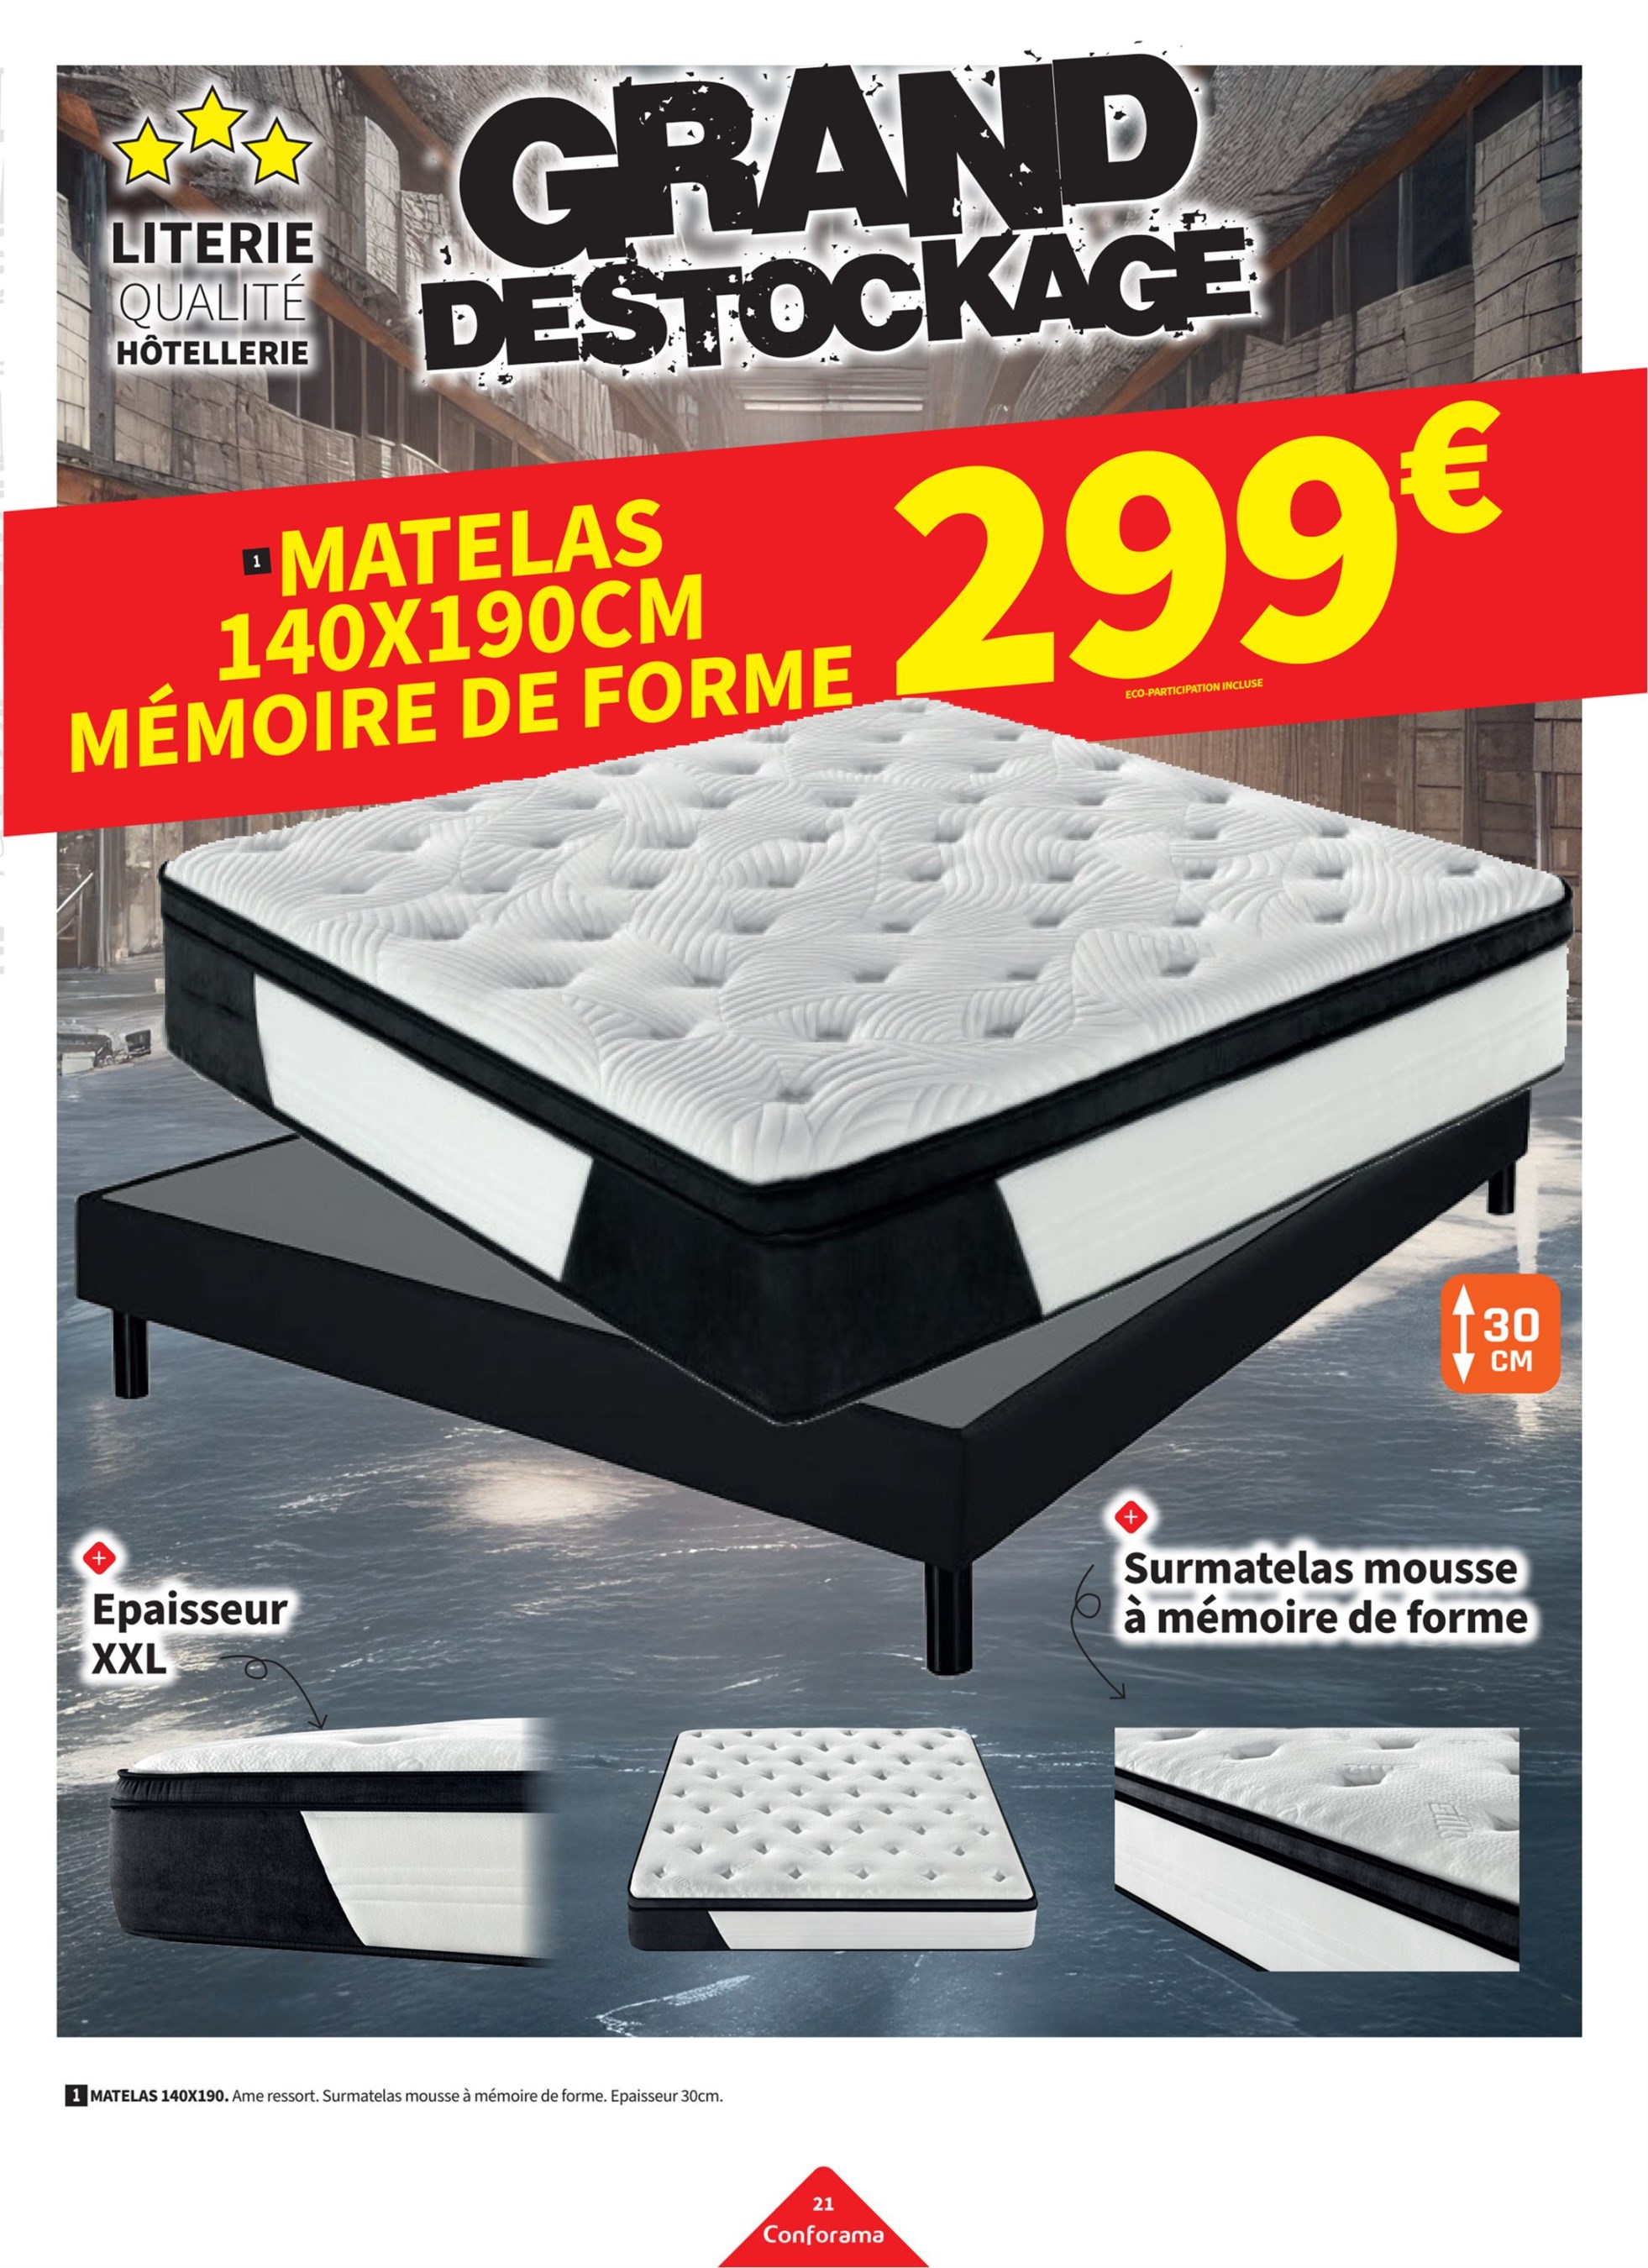 GRAND
DESTOCKAGE
LITERIE
QUALITÉ
HÔTELLERIE
1 MATELAS
140X190CM
MÉMOIRE DE FORME
299€
ECO-PARTICIPATION INCLUSE
30
CM
+
Epaisseur
XXL
+
Surmatelas mousse
à mémoire de forme
1 MATELAS 140X190. Ame ressort. Surmatelas mousse à mémoire de forme. Epaisseur 30cm.
21
Conforama